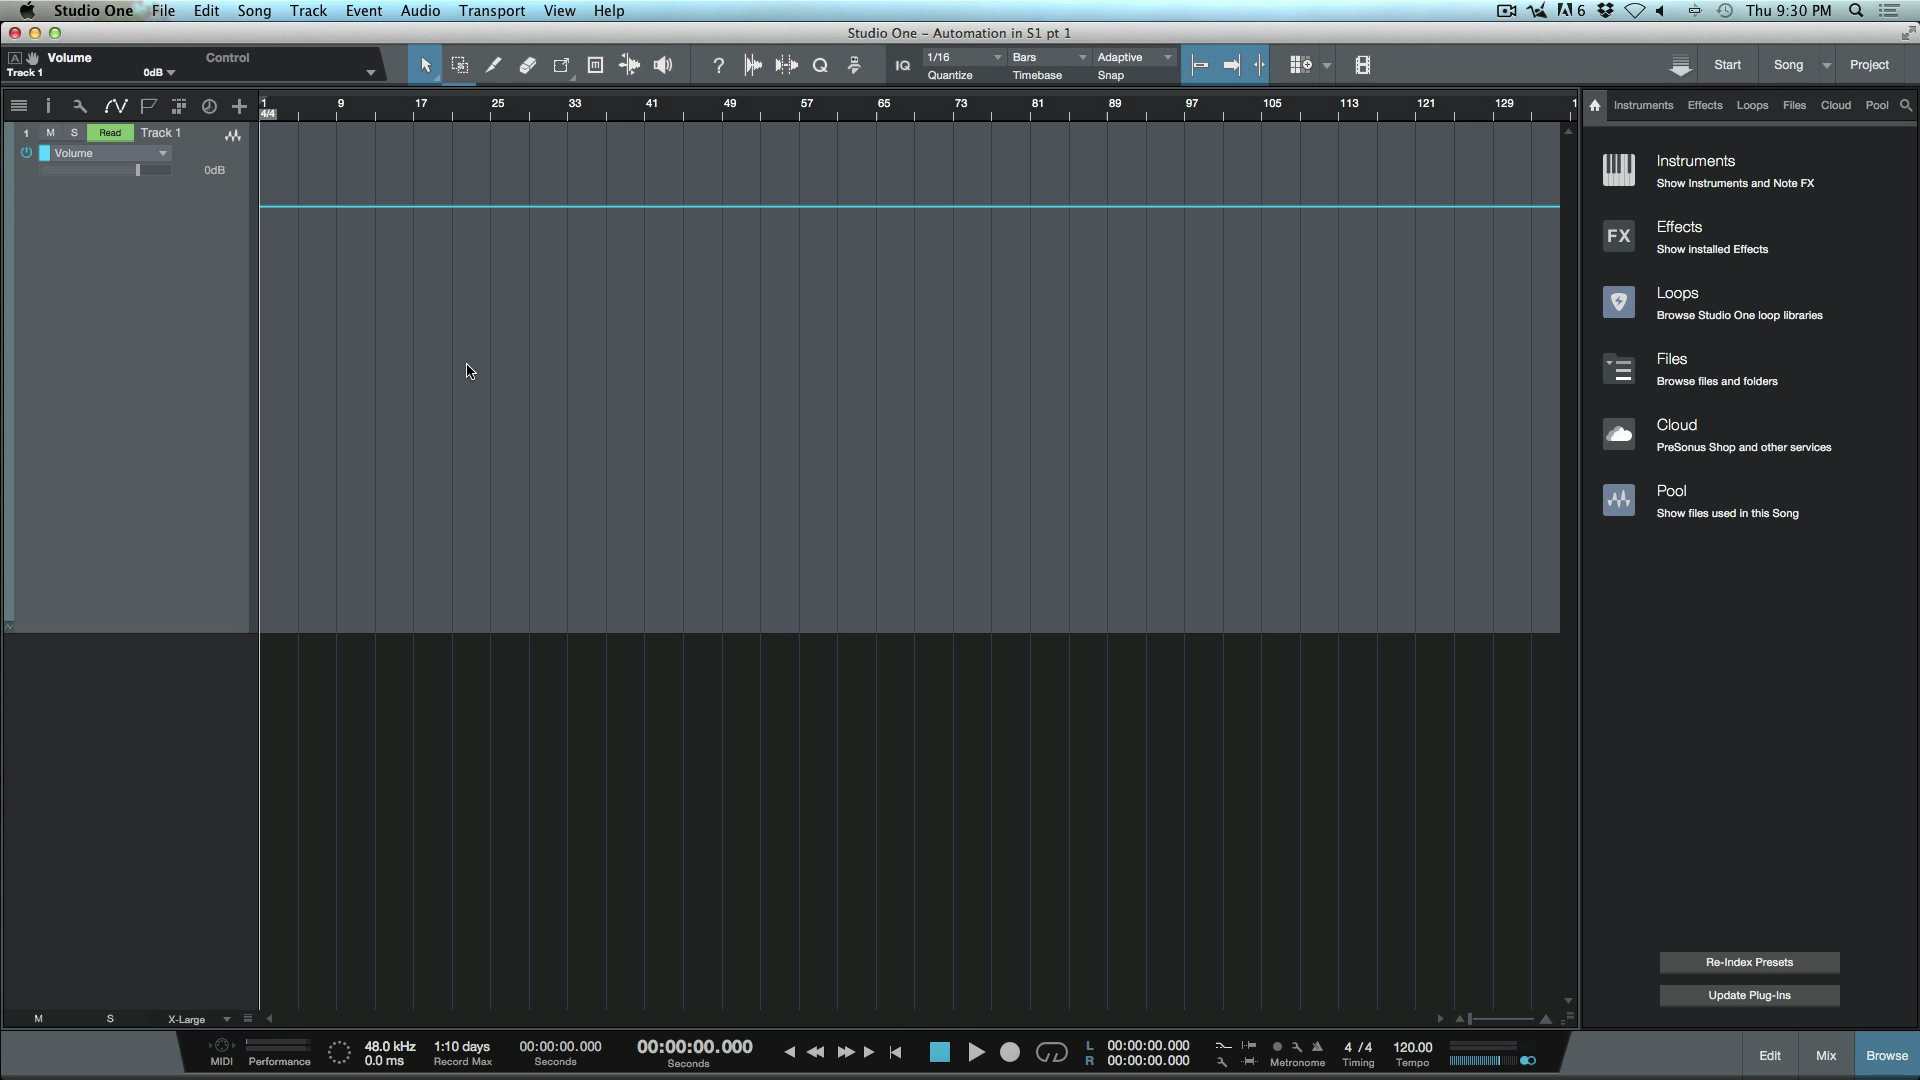 Studio One File Edit Song Track Event Audio Transport View Help 6 Thu 9:30 PM
Studio One - Automation in S1 pt 1
A Volume Control
Track 1 0dB
? IQ 1/16 Bars Adaptive Start Song Project
Quantize Timebase Snap
1 9 17 25 33 41 49 57 65 73 81 89 97 105 113 121 129 1
4/4
Instruments Effects Loops Files Cloud Pool
1 M S Read Track 1
Volume
0dB
Instruments
Show Instruments and Note FX
FX Effects
Show installed Effects
Loops
Browse Studio One loop libraries
Files
Browse files and folders
Cloud
PreSonus Shop and other services
Pool
Show files used in this Song
Re-Index Presets
Update Plug-Ins
M S X-Large
48.0 kHz 1:10 days 00:00:00.000 00:00:00.000 L 00:00:00.000 4 / 4 120.00
MIDI Performance 0.0 ms Record Max Seconds Seconds R 00:00:00.000 Metronome Timing Tempo
Edit Mix Browse